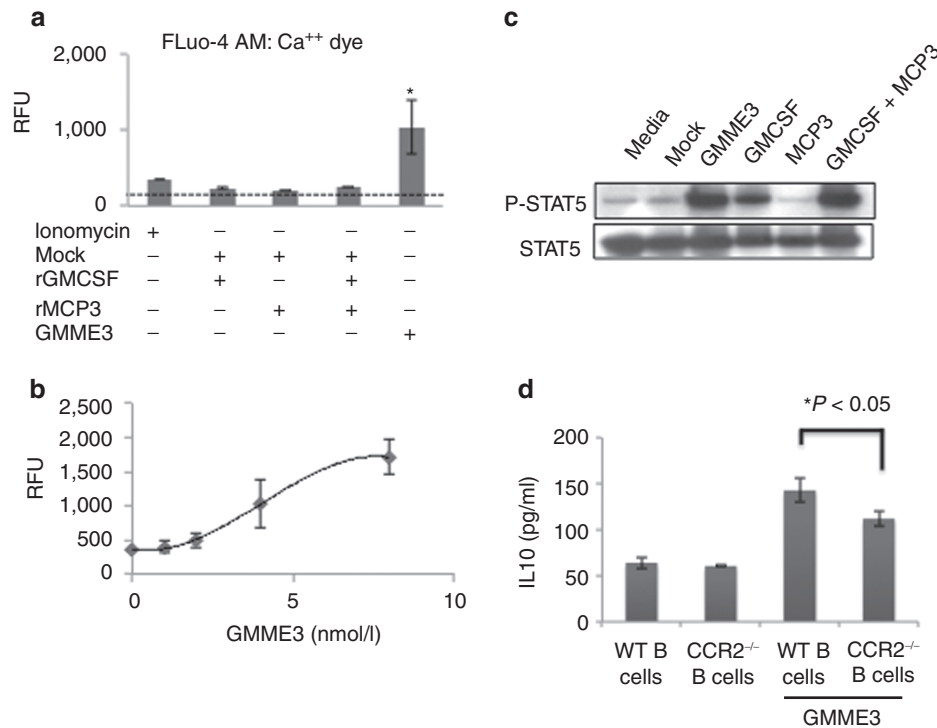 a
FLuo-4 AM: Ca++ dye
RFU
2,000
1,000
0
*
Ionomycin + – – – –
Mock – + + + –
rGMCSF – + – + –
rMCP3 – – + + –
GMME3 – – – – +
b
RFU
2,500
2,000
1,500
1,000
500
0
0 5 10
GMME3 (nmol/l)
c
Media Mock GMME3 GMCSF MCP3 GMCSF + MCP3
P-STAT5
STAT5
d
*P < 0.05
IL10 (pg/ml)
200
150
100
50
0
WT B CCR2–/– WT B CCR2–/–
cells B cells cells B cells
GMME3